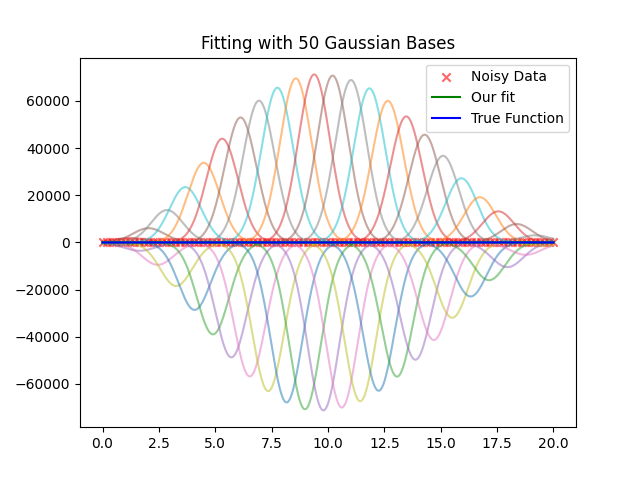 Fitting with 50 Gaussian Bases
Noisy Data
Our fit
True Function
60000
40000
20000
0
−20000
−40000
−60000
0.0 2.5 5.0 7.5 10.0 12.5 15.0 17.5 20.0